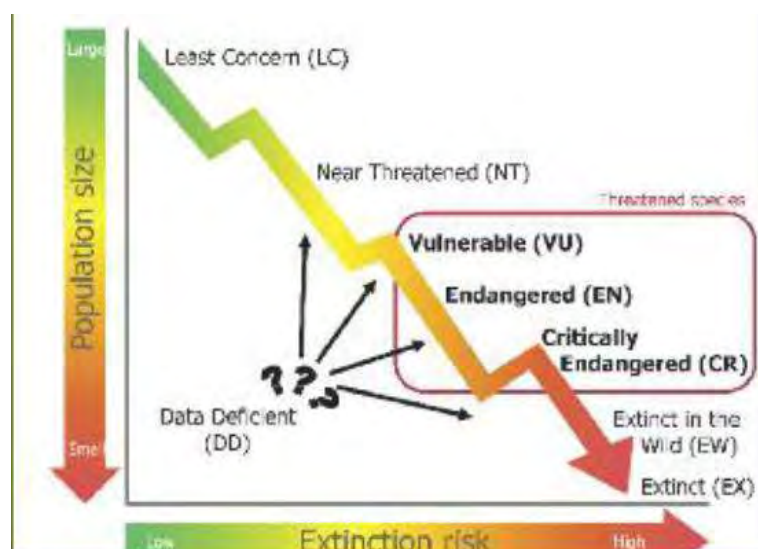 Large
Least Concern (LC)
Population size
Near Threatened (NT)
Threatened species
Vulnerable (VU)
Endangered (EN)
Critically
Endangered (CR)
? ? ?
Data Deficient
(DD)
Extinct in the
Wild (EW)
Small
Extinct (EX)
Low
Extinction risk
High